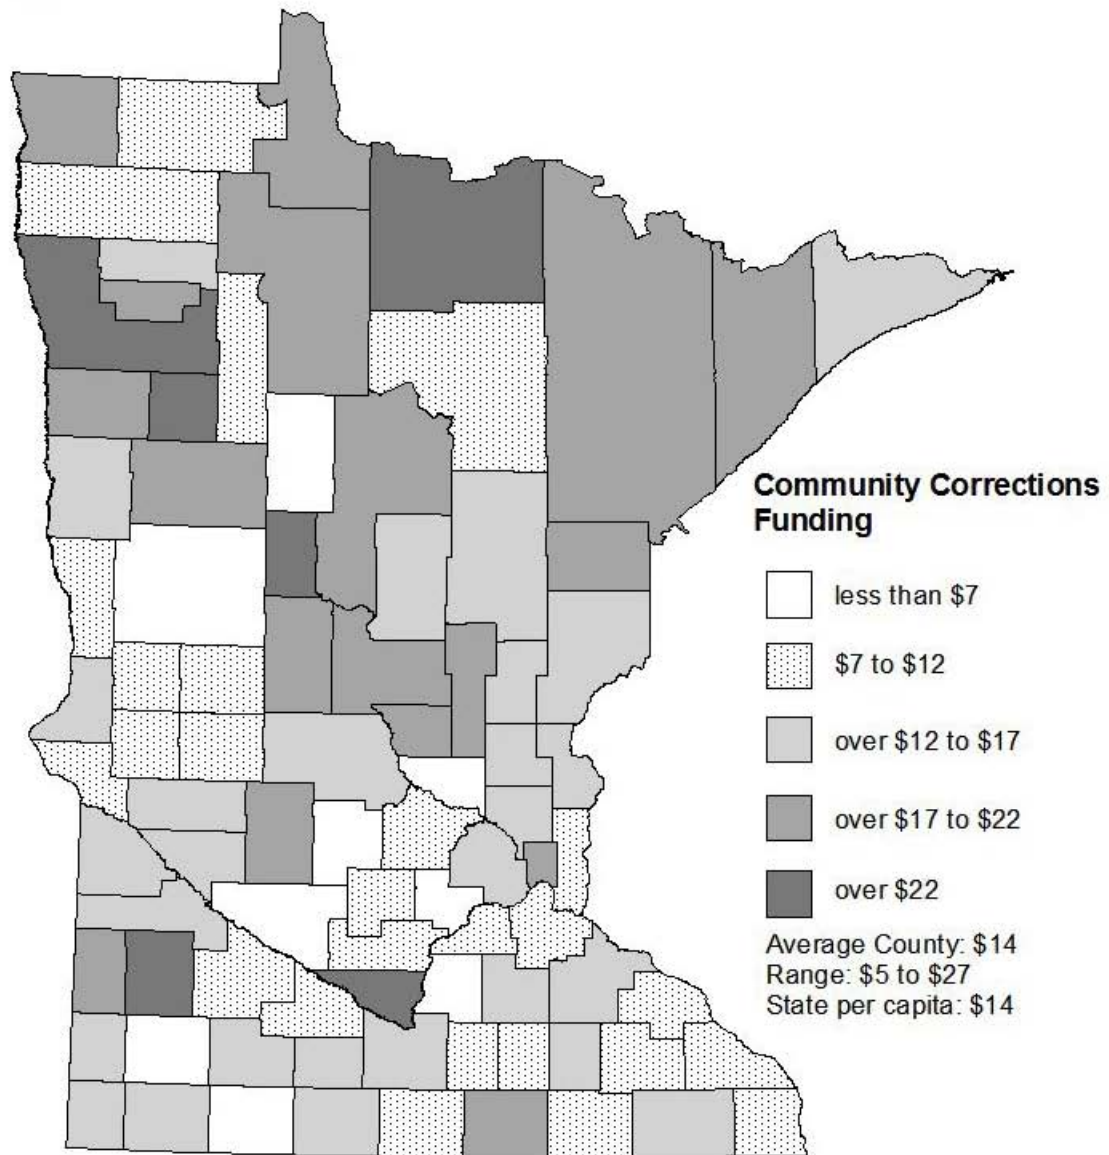 Community Corrections
Funding
less than $7
$7 to $12
over $12 to $17
over $17 to $22
over $22
Average County: $14
Range: $5 to $27
State per capita: $14